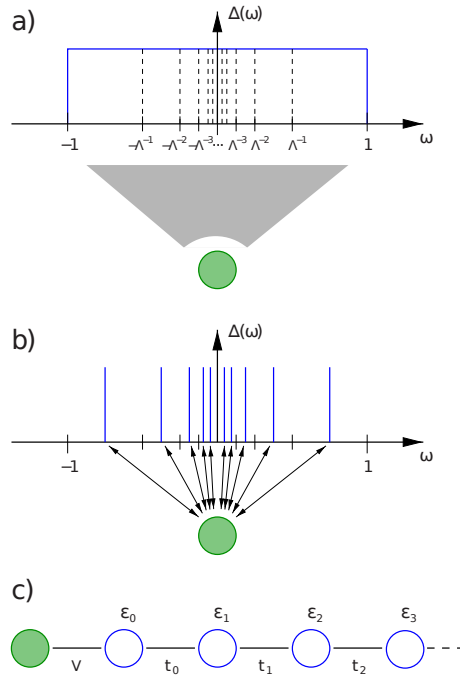 a)
Δ(ω)
−1 −Λ⁻¹ −Λ⁻² −Λ⁻³ ... Λ⁻³ Λ⁻² Λ⁻¹ 1 ω
b)
Δ(ω)
−1 1 ω
c)
ε₀ ε₁ ε₂ ε₃
V t₀ t₁ t₂